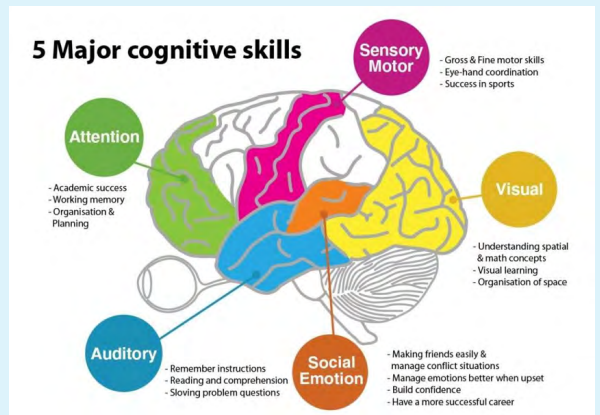 5 Major cognitive skills
Sensory
Motor
- Gross & Fine motor skills
- Eye-hand coordination
- Success in sports
Attention
- Academic success
- Working memory
- Organisation &
Planning
Visual
- Understanding spatial
& math concepts
- Visual learning
- Organisation of space
Auditory
- Remember instructions
- Reading and comprehension
- Sloving problem questions
Social
Emotion
- Making friends easily &
manage conflict situations
- Manage emotions better when upset
- Build confidence
- Have a more successful career